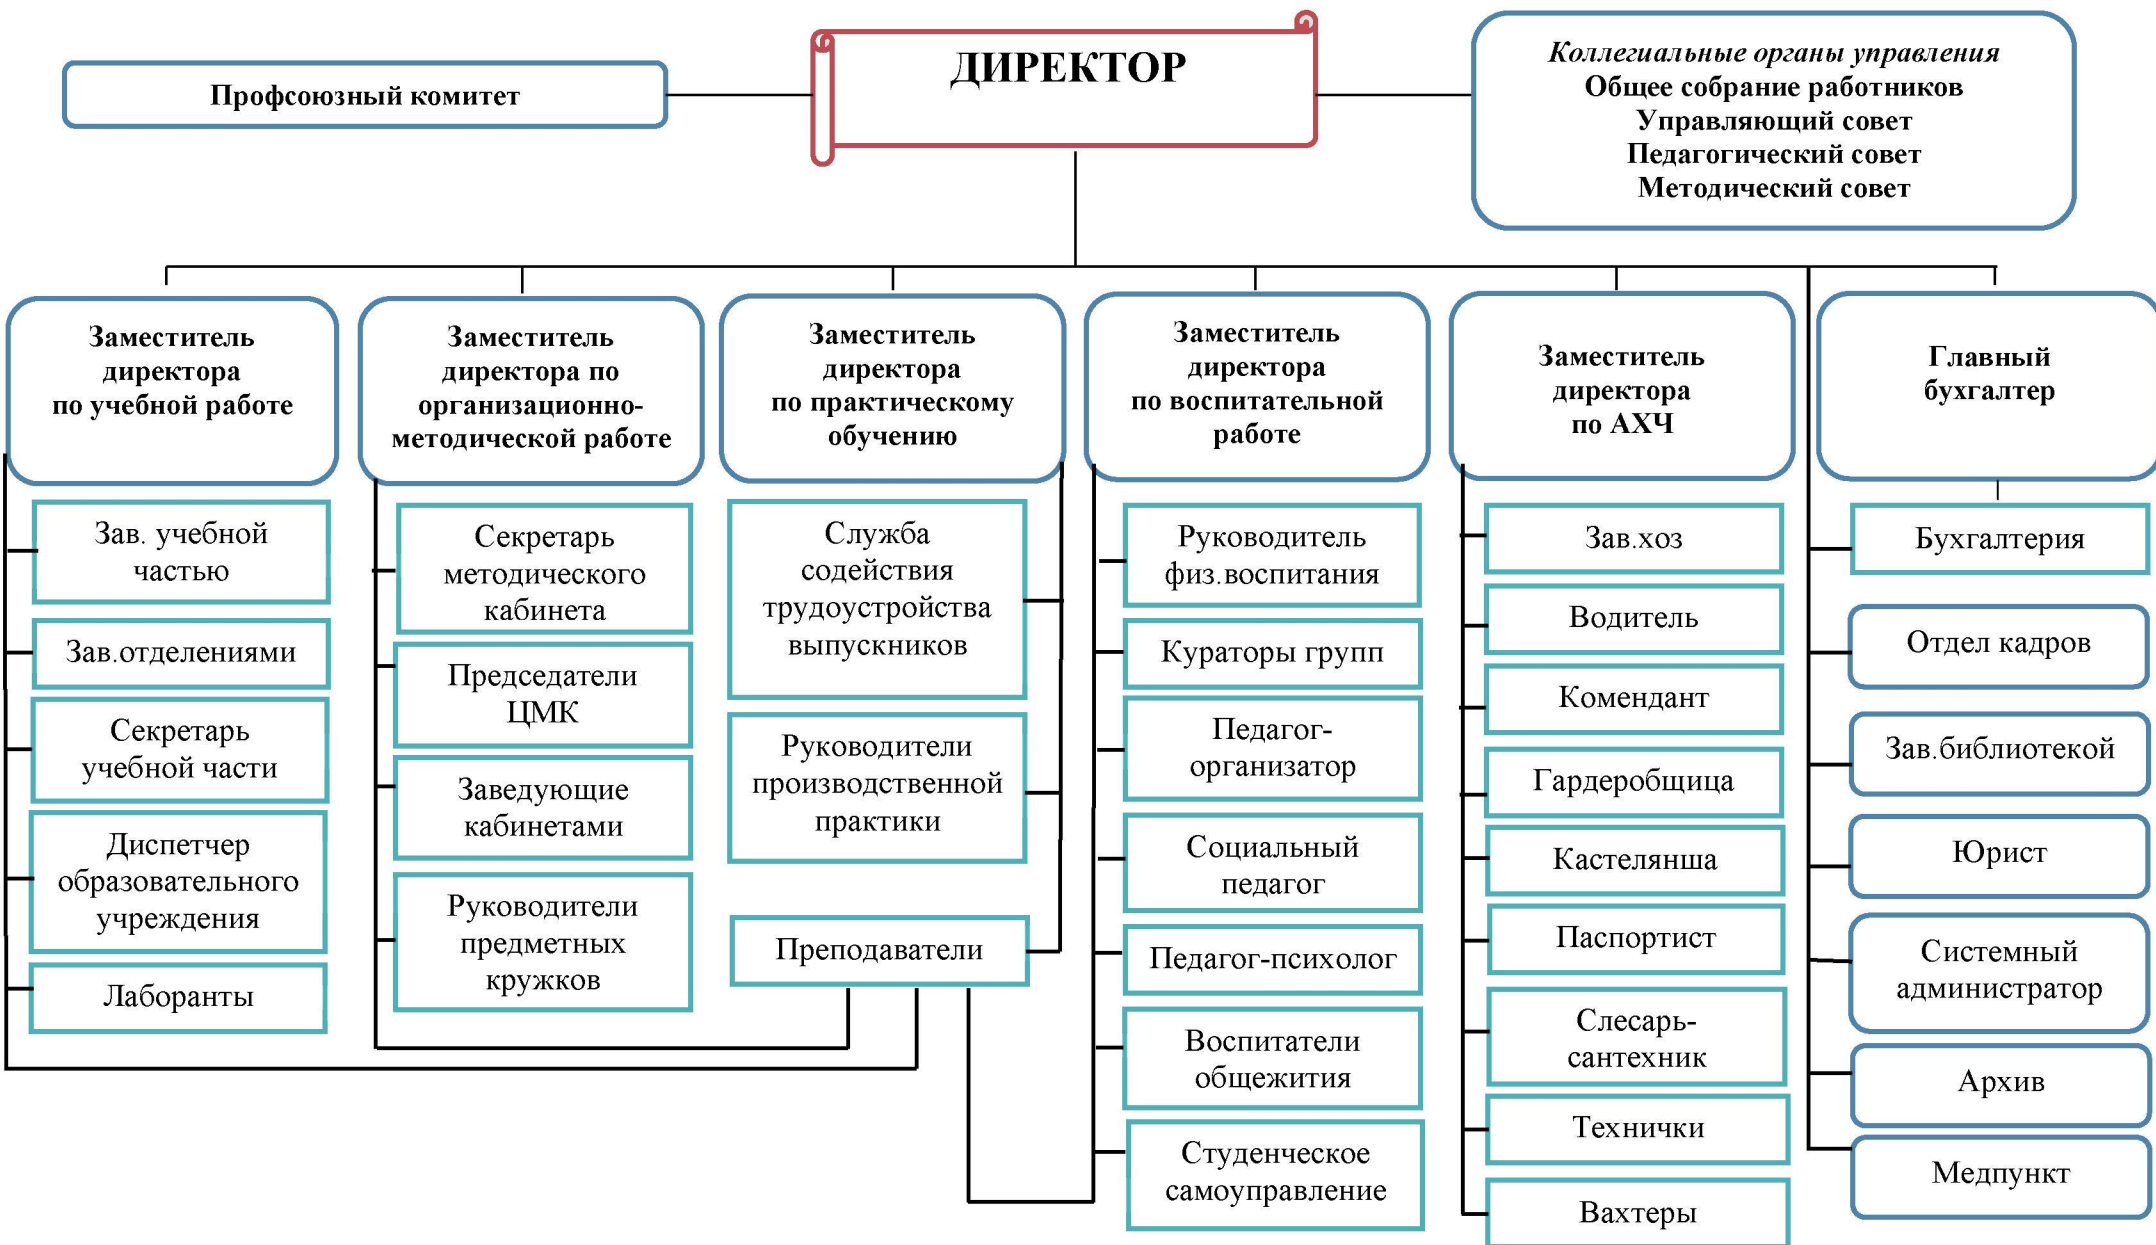 Профсоюзный комитет
ДИРЕКТОР
Коллегиальные органы управления
Общее собрание работников
Управляющий совет
Педагогический совет
Методический совет
Заместитель
директора
по учебной работе
Зав. учебной
частью
Зав.отделениями
Секретарь
учебной части
Диспетчер
образовательного
учреждения
Лаборанты
Заместитель
директора по
организационно-
методической работе
Секретарь
методического
кабинета
Председатели
ЦМК
Заведующие
кабинетами
Руководители
предметных
кружков
Заместитель
директора
по практическому
обучению
Служба
содействия
трудоустройства
выпускников
Руководители
производственной
практики
Преподаватели
Заместитель
директора
по воспитательной
работе
Руководитель
физ.воспитания
Кураторы групп
Педагог-
организатор
Социальный
педагог
Педагог-психолог
Воспитатели
общежития
Студенческое
самоуправление
Заместитель
директора
по АХЧ
Зав.хоз
Водитель
Комендант
Гардеробщица
Кастелянша
Паспортист
Слесарь-
сантехник
Технички
Вахтеры
Главный
бухгалтер
Бухгалтерия
Отдел кадров
Зав.библиотекой
Юрист
Системный
администратор
Архив
Медпункт